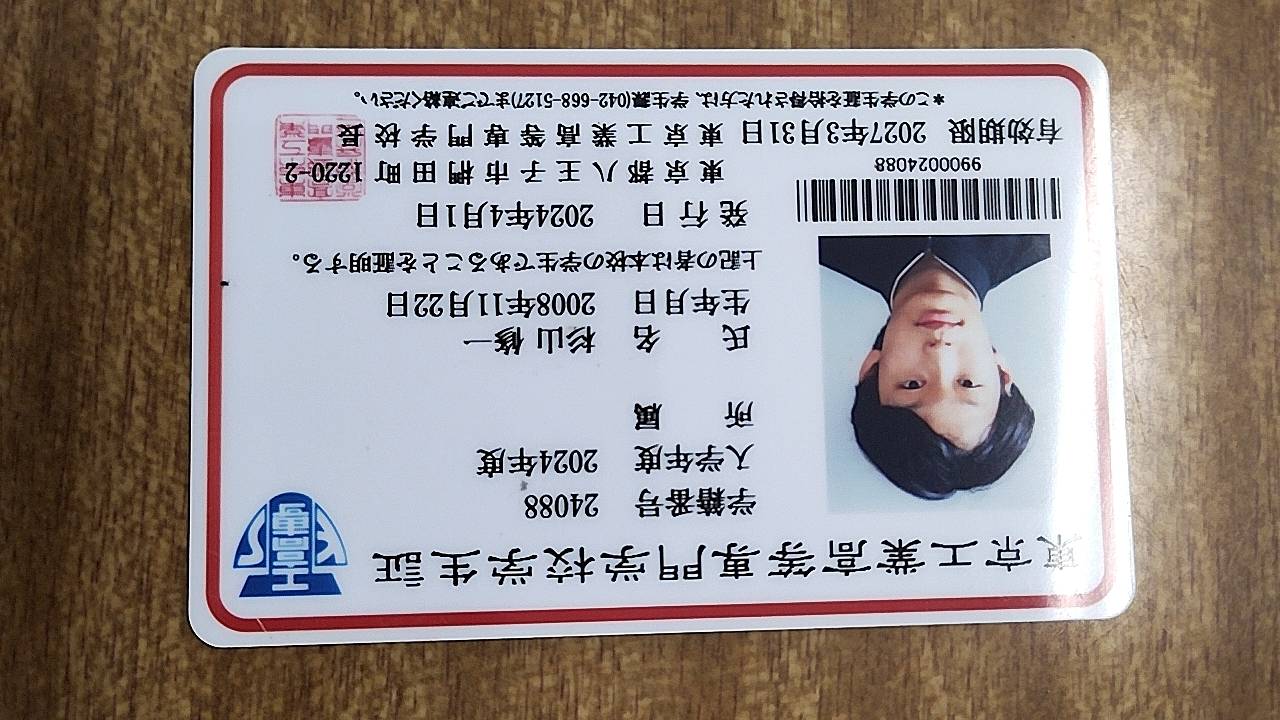 東京工業高等専門学校学生証
学籍番号 24088
入学年度 2024年度
所属
氏名 杉山 修一
生年月日 2008年11月22日
上記の者は本校の学生であることを証明する。
発行日 2024年4月1日
東京都八王子市椚田町 1220-2
東京工業高等専門学校長
9900024088
有効期限 2027年3月31日
*この学生証を拾得された方は、学生課(042-668-5127)までご連絡ください。
工高専